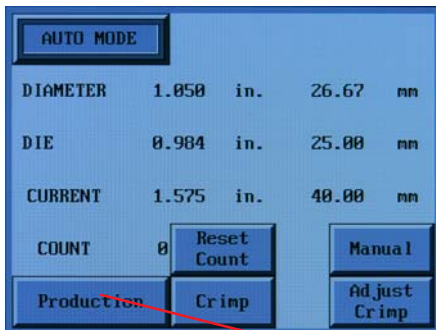 AUTO MODE
DIAMETER 1.050 in. 26.67 mm
DIE 0.984 in. 25.00 mm
CURRENT 1.575 in. 40.00 mm
COUNT 0 Reset Count Manual
Production Crimp Adjust Crimp